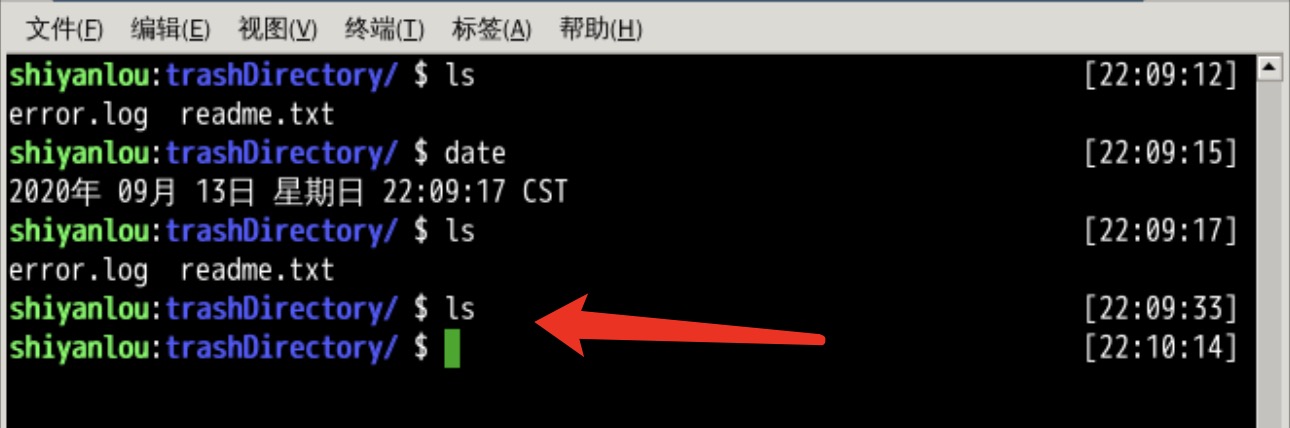 文件(F) 编辑(E) 视图(V) 终端(T) 标签(A) 帮助(H)
shiyanlou:trashDirectory/ $ ls [22:09:12]
error.log readme.txt
shiyanlou:trashDirectory/ $ date [22:09:15]
2020年 09月 13日 星期日 22:09:17 CST
shiyanlou:trashDirectory/ $ ls [22:09:17]
error.log readme.txt
shiyanlou:trashDirectory/ $ ls [22:09:33]
shiyanlou:trashDirectory/ $ [22:10:14]